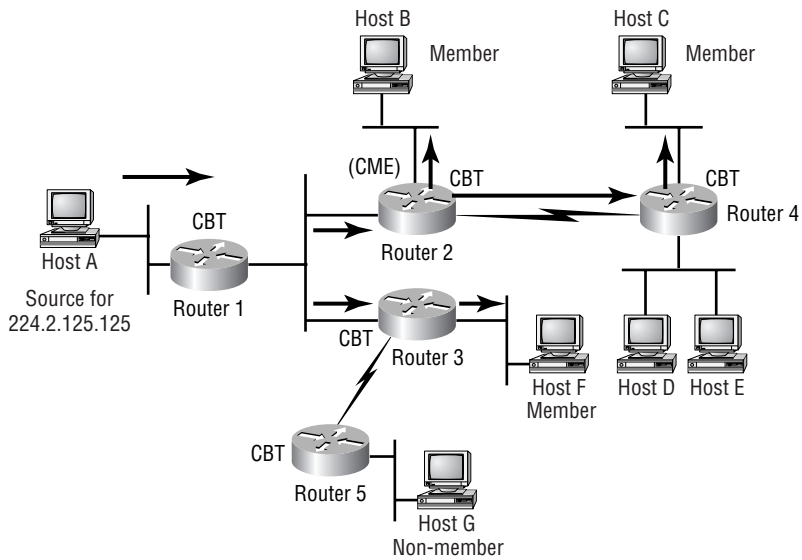 Host B
Member
Host C
Member
(CME)
CBT
Router 2
CBT
Router 4
Host A
Source for
224.2.125.125
CBT
Router 1
CBT
Router 3
Host F
Member
Host D
Host E
CBT
Router 5
Host G
Non-member